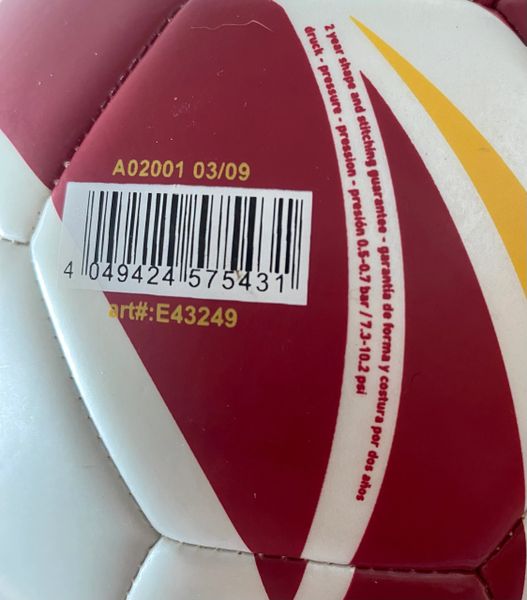 A02001 03/09
4 049424 575431
art#:E43249
2 year shape and stitching guarantee - garantía de forma y costura por dos años
druck - pressure - pression - presión 0.5-0.7 bar / 7.3-10.2 psi